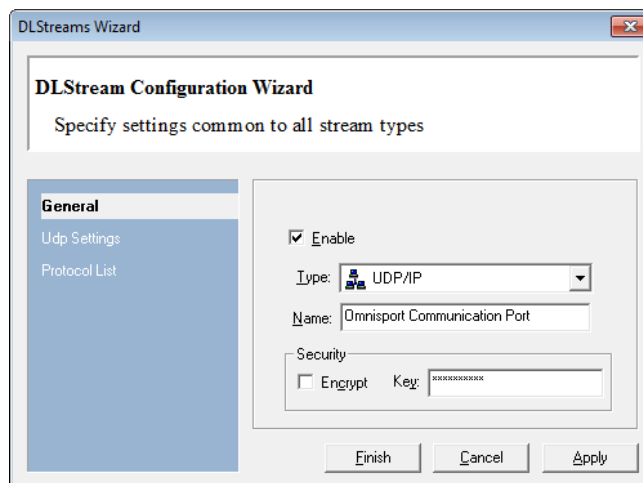 DLStreams Wizard
DLStream Configuration Wizard
Specify settings common to all stream types
General
Udp Settings
Protocol List
Enable
Type: UDP/IP
Name: Omnisport Communication Port
Security
Encrypt Key: **********
Finish Cancel Apply